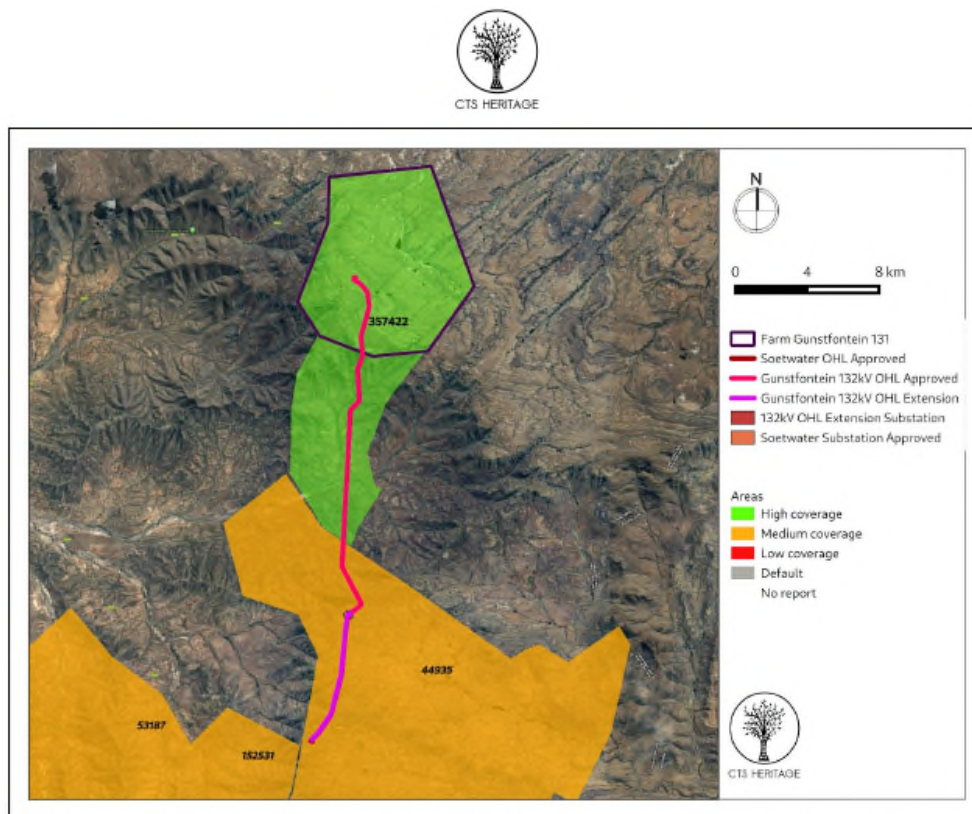 CTS HERITAGE
N
0 4 8 km
Farm Gunstfontein 131
Soetwater OHL Approved
Gunstfontein 132kV OHL Approved
Gunstfontein 132kV OHL Extension
132kV OHL Extension Substation
Soetwater Substation Approved
Areas
High coverage
Medium coverage
Low coverage
Default
No report
357422
44935
53187
152531
CTS HERITAGE